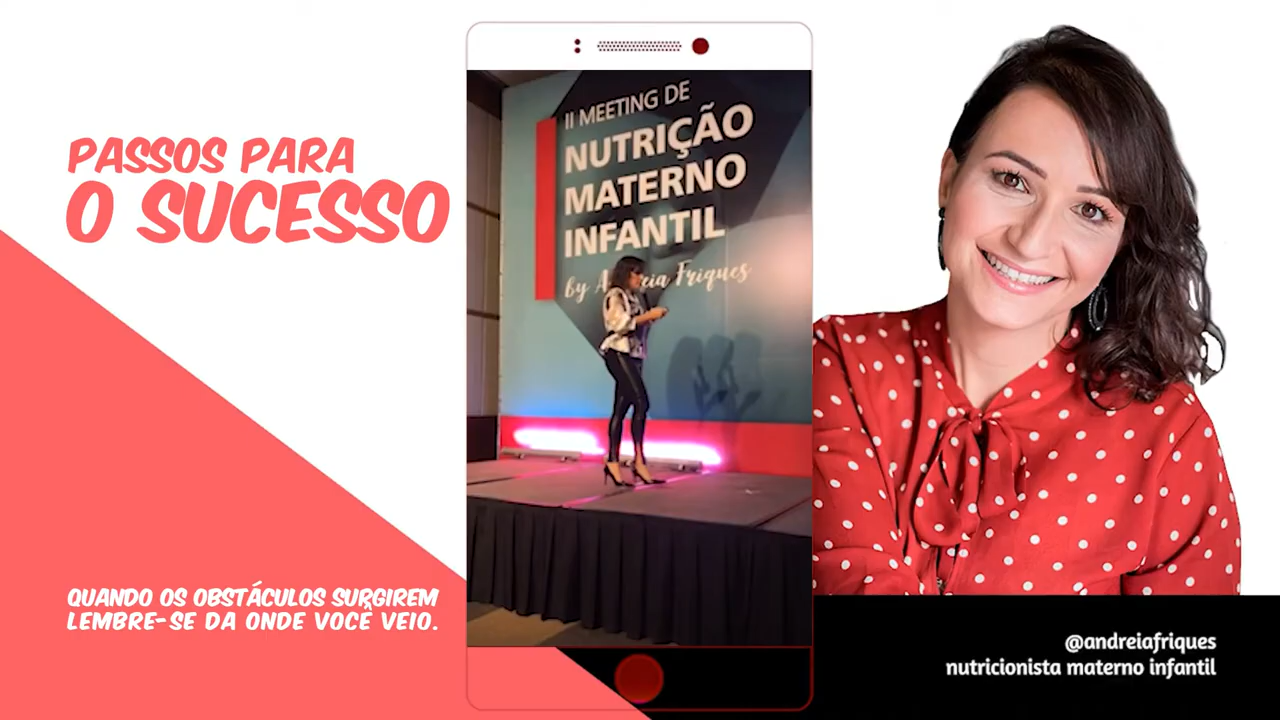 PASSOS PARA
O SUCESSO
II MEETING DE
NUTRIÇÃO
MATERNO
INFANTIL
By Friques
QUANDO OS OBSTÁCULOS SURGIREM
LEMBRE-SE DA ONDE VOCÊ VEIO.
@andreiafriques
nutricionista materno infantil